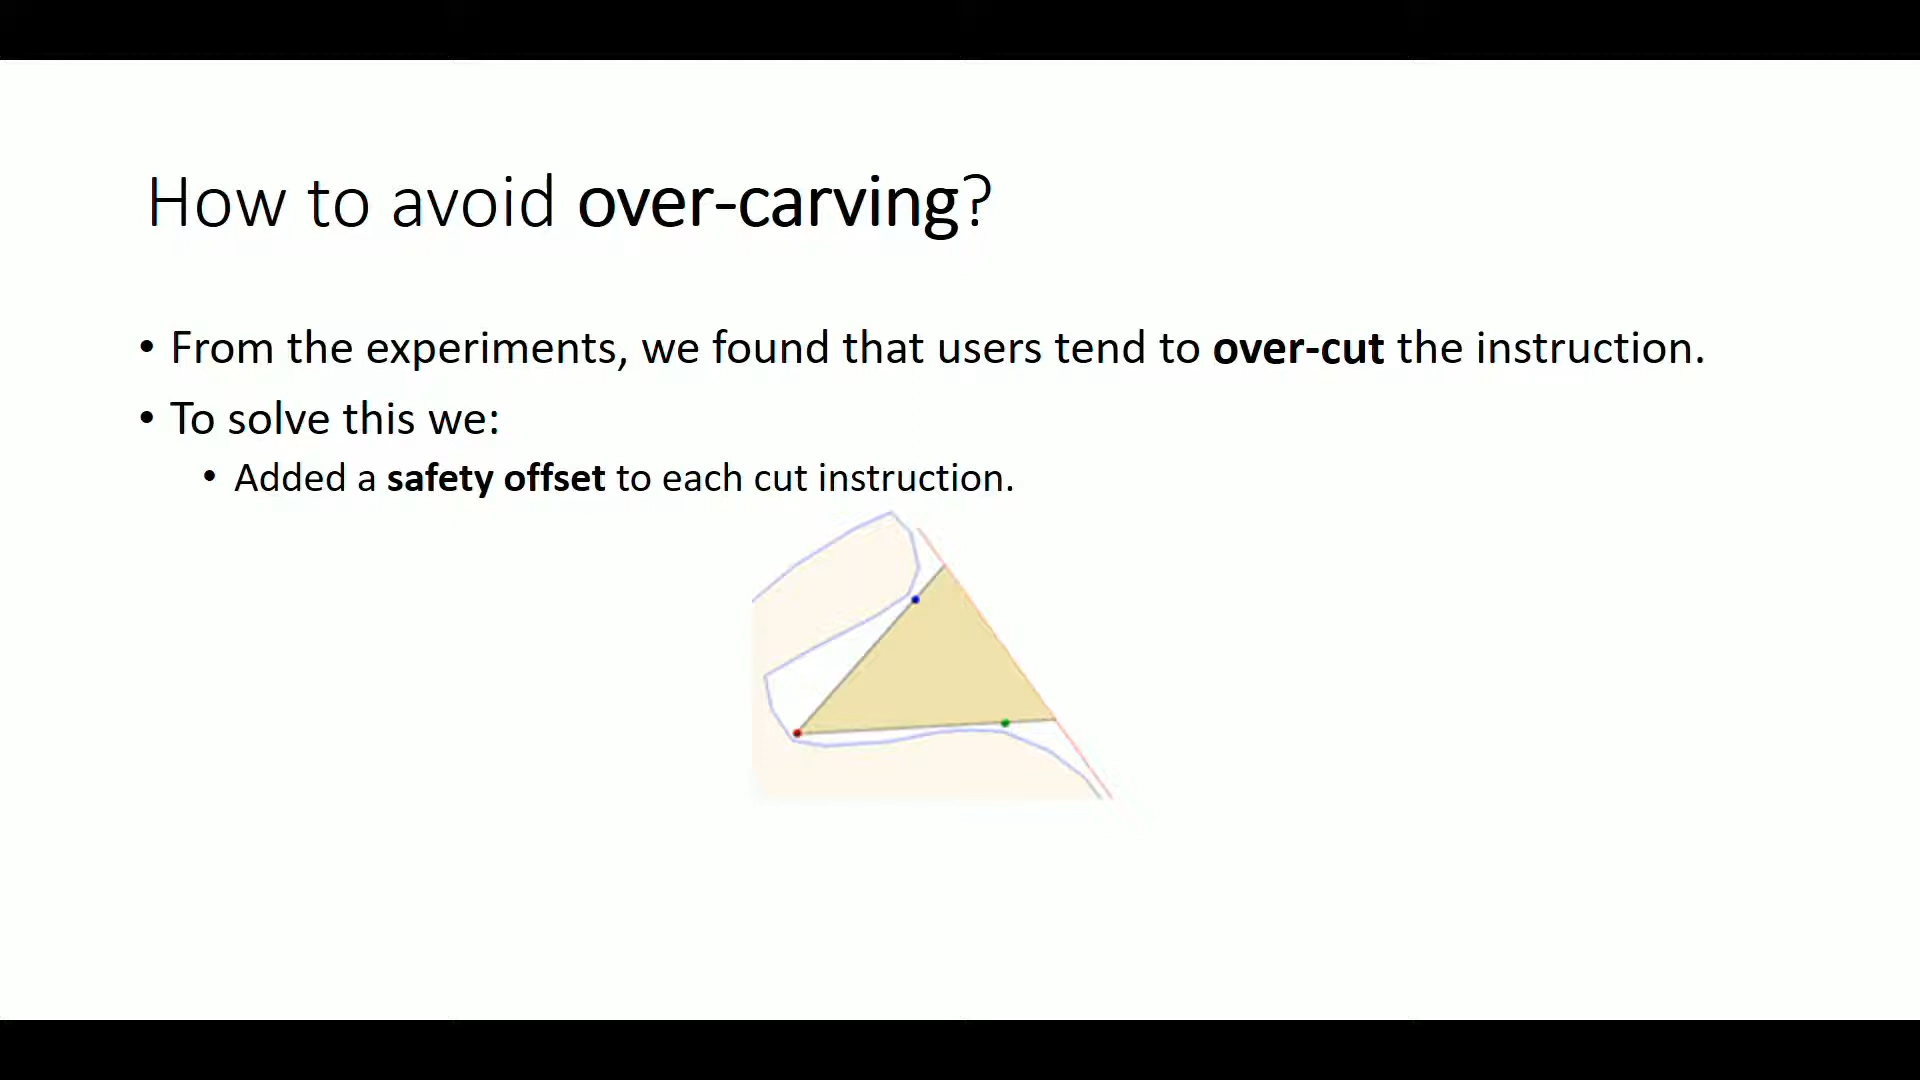 How to avoid over-carving?
• From the experiments, we found that users tend to over-cut the instruction.
• To solve this we:
• Added a safety offset to each cut instruction.